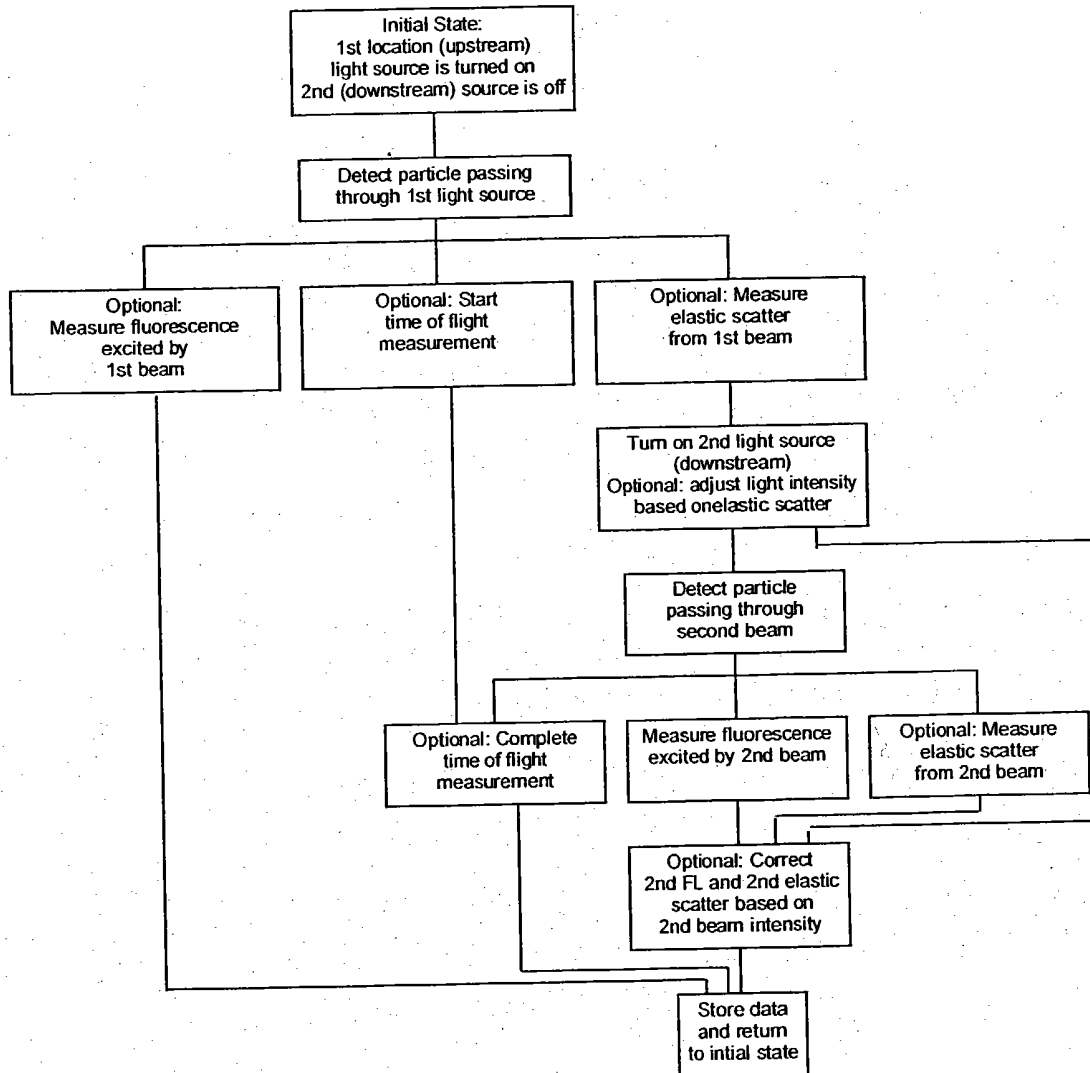 Initial State:
1st location (upstream)
light source is turned on
2nd (downstream) source is off
Detect particle passing
through 1st light source
Optional:
Measure fluorescence
excited by
1st beam
Optional: Start
time of flight
measurement
Optional: Measure
elastic scatter
from 1st beam
Turn on 2nd light source
(downstream)
Optional: adjust light intensity
based onelastic scatter
Detect particle
passing through
second beam
Optional: Complete
time of flight
measurement
Measure fluorescence
excited by 2nd beam
Optional: Measure
elastic scatter
from 2nd beam
Optional: Correct
2nd FL and 2nd elastic
scatter based on
2nd beam intensity
Store data
and return
to intial state